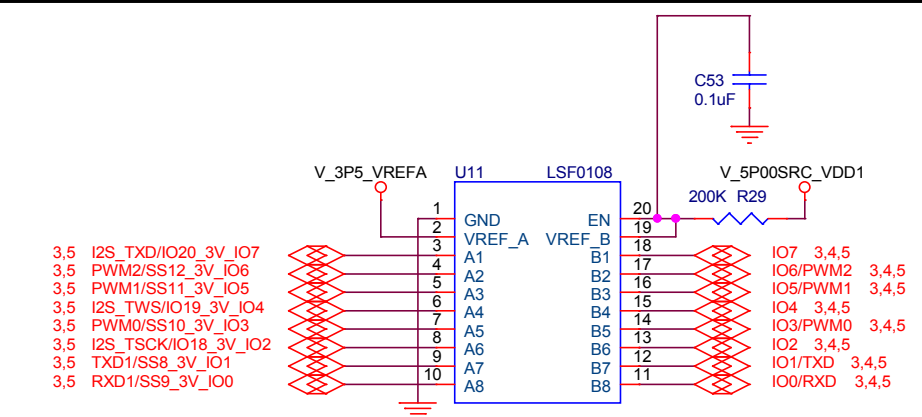 C53
0.1uF
V_3P5_VREFA
U11 LSF0108
V_5P00SRC_VDD1
200K R29
1 GND EN 20
2 VREF_A VREF_B 19
3,5 I2S_TXD/IO20_3V_IO7 3 A1 B1 18 IO7 3,4,5
3,5 PWM2/SS12_3V_IO6 4 A2 B2 17 IO6/PWM2 3,4,5
3,5 PWM1/SS11_3V_IO5 5 A3 B3 16 IO5/PWM1 3,4,5
3,5 I2S_TWS/IO19_3V_IO4 6 A4 B4 15 IO4 3,4,5
3,5 PWM0/SS10_3V_IO3 7 A5 B5 14 IO3/PWM0 3,4,5
3,5 I2S_TSCK/IO18_3V_IO2 8 A6 B6 13 IO2 3,4,5
3,5 TXD1/SS8_3V_IO1 9 A7 B7 12 IO1/TXD 3,4,5
3,5 RXD1/SS9_3V_IO0 10 A8 B8 11 IO0/RXD 3,4,5